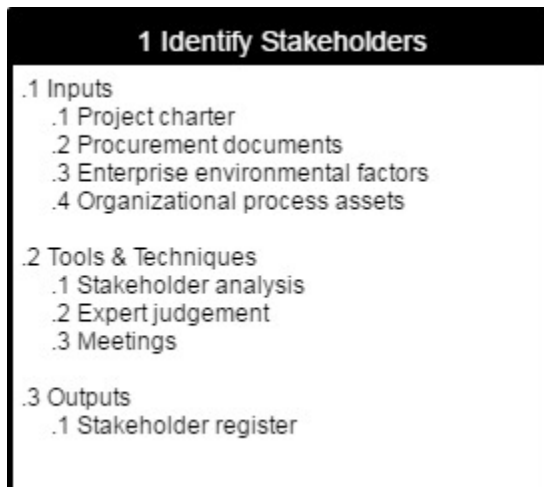 1 Identify Stakeholders
.1 Inputs
.1 Project charter
.2 Procurement documents
.3 Enterprise environmental factors
.4 Organizational process assets
.2 Tools & Techniques
.1 Stakeholder analysis
.2 Expert judgement
.3 Meetings
.3 Outputs
.1 Stakeholder register